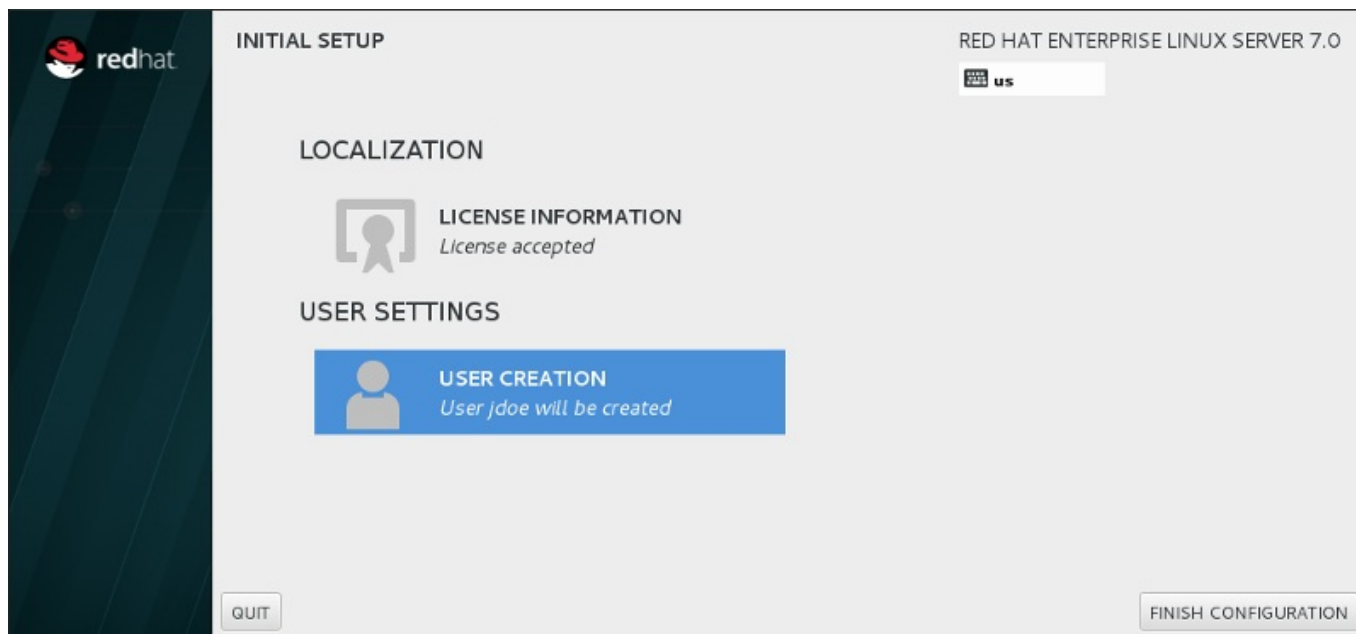 redhat
INITIAL SETUP
RED HAT ENTERPRISE LINUX SERVER 7.0
us
LOCALIZATION
LICENSE INFORMATION
License accepted
USER SETTINGS
USER CREATION
User jdoe will be created
QUIT
FINISH CONFIGURATION